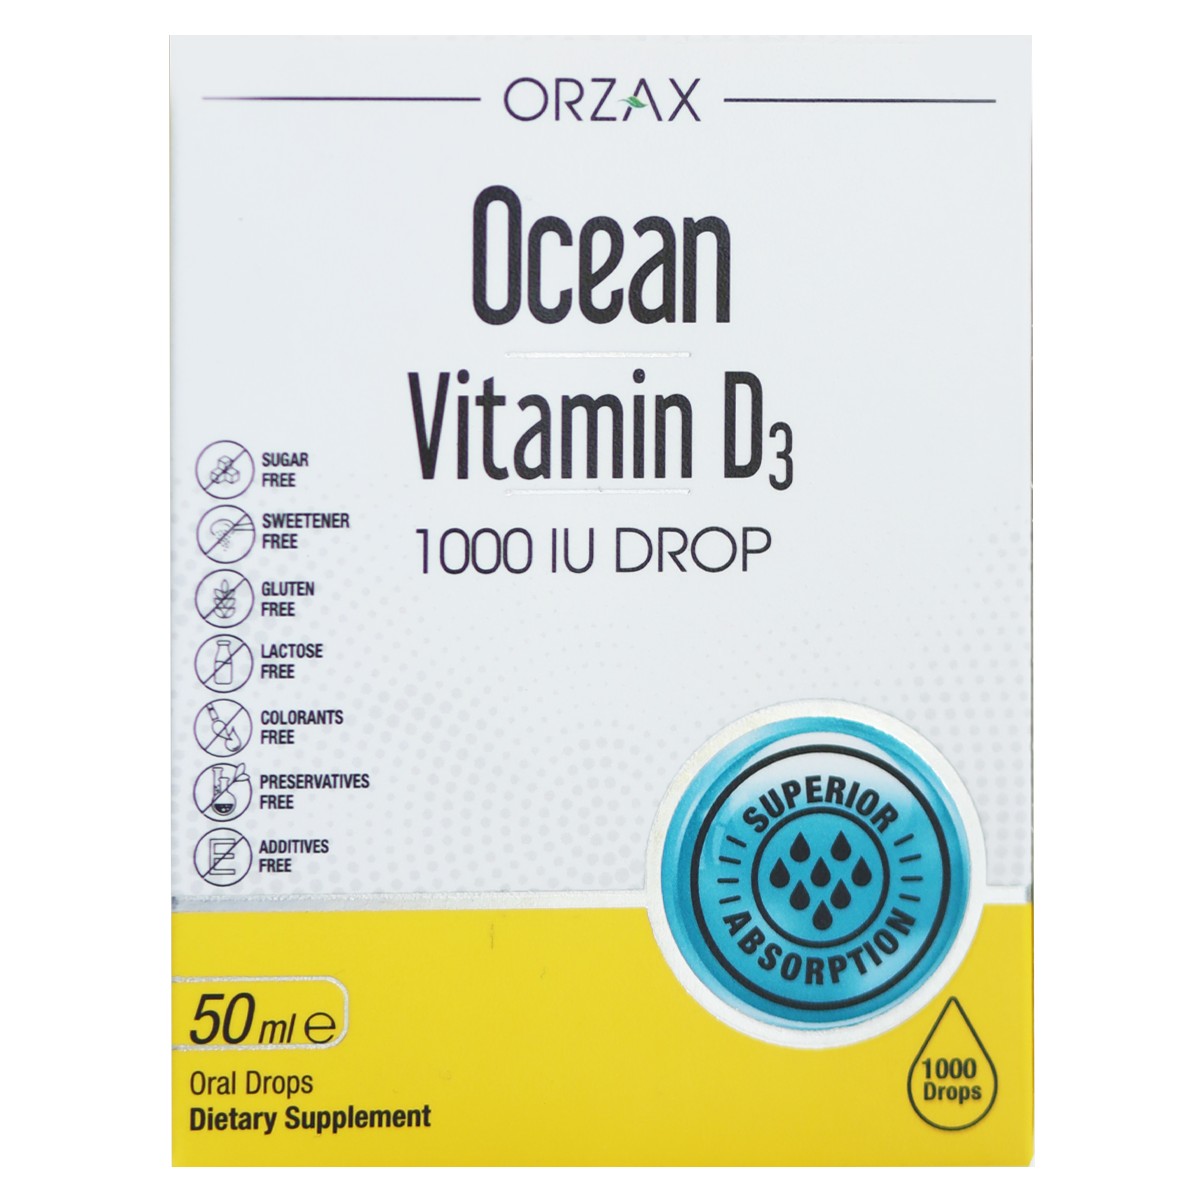 ORZAX
Ocean
Vitamin D3
1000 IU DROP
SUGAR
FREE
SWEETENER
FREE
GLUTEN
FREE
LACTOSE
FREE
COLORANTS
FREE
PRESERVATIVES
FREE
E
ADDITIVES
FREE
SUPERIOR
ABSORPTION
50 ml ℮
Oral Drops
Dietary Supplement
1000
Drops